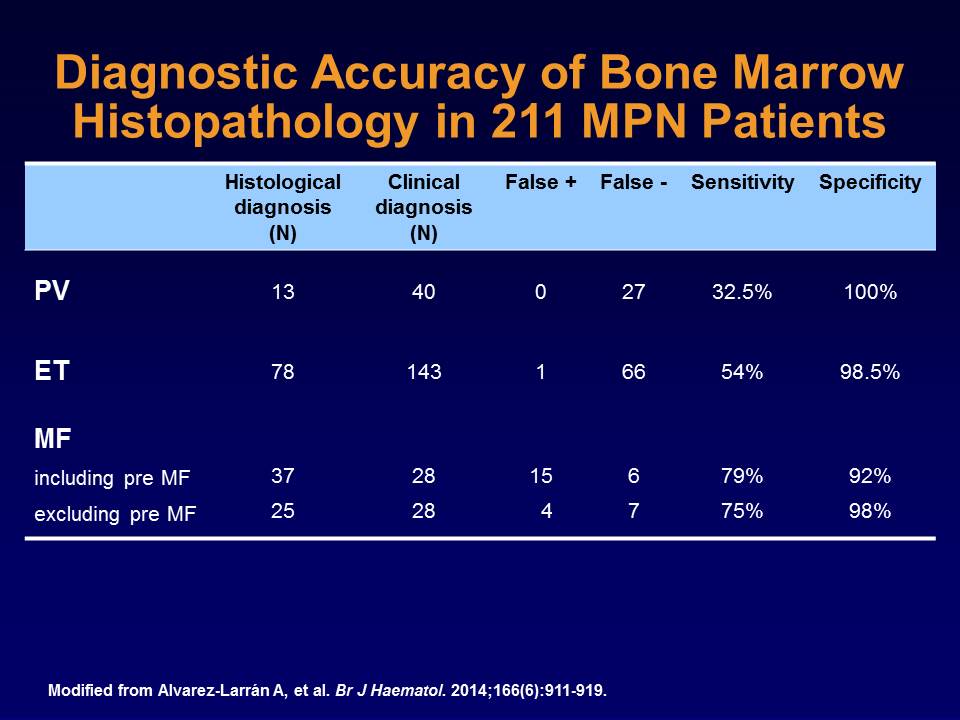 Diagnostic Accuracy of Bone Marrow
Histopathology in 211 MPN Patients
Histological diagnosis (N) Clinical diagnosis (N) False + False - Sensitivity Specificity
PV 13 40 0 27 32.5% 100%
ET 78 143 1 66 54% 98.5%
MF
including pre MF 37 28 15 6 79% 92%
excluding pre MF 25 28 4 7 75% 98%
Modified from Alvarez-Larrán A, et al. Br J Haematol. 2014;166(6):911-919.